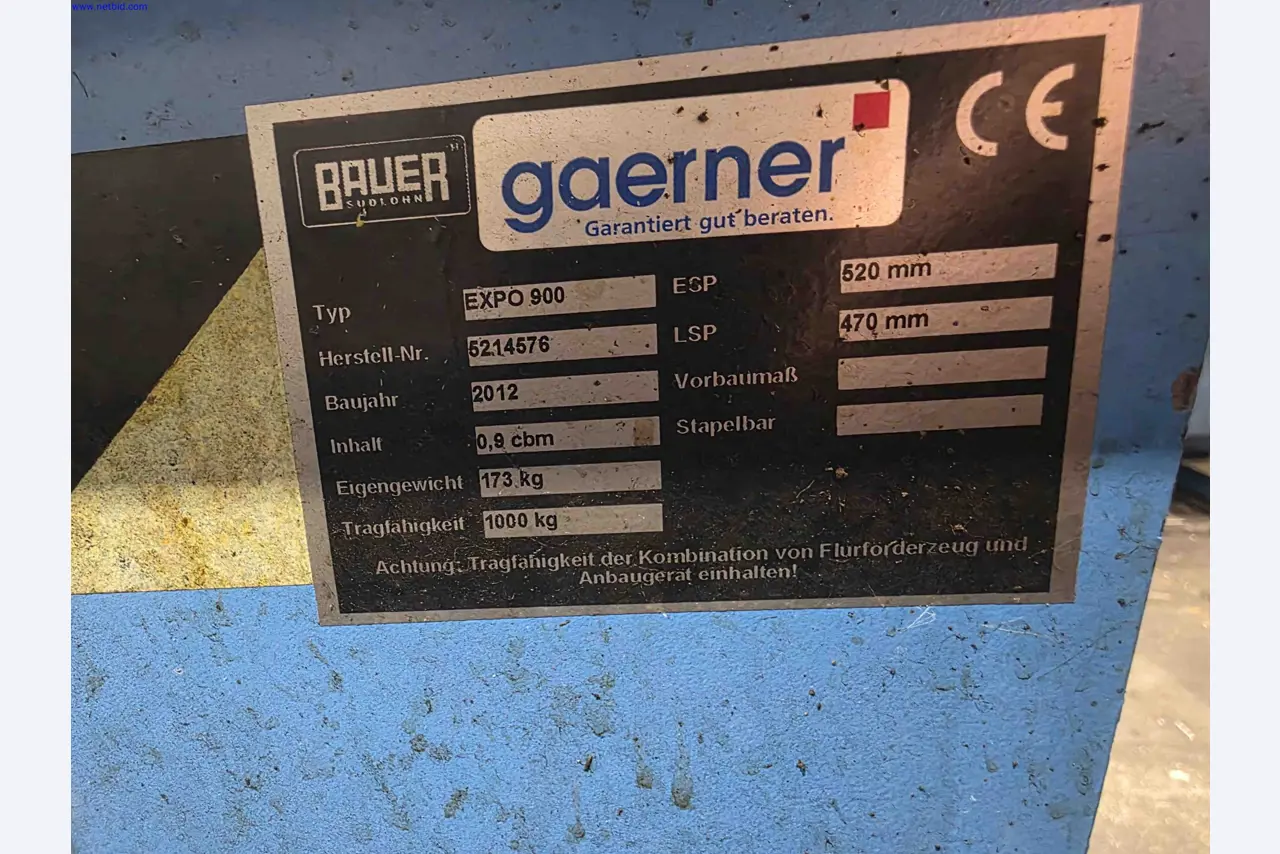 www.netbid.com
BAUER
SÜDLOHN
gaerner
Garantiert gut beraten.
CE
Typ EXPO 900
Herstell-Nr. 5214576
Baujahr 2012
Inhalt 0,9 cbm
Eigengewicht 173 kg
Tragfähigkeit 1000 kg
ESP 520 mm
LSP 470 mm
Vorbaumaß
Stapelbar
Achtung: Tragfähigkeit der Kombination von Flurförderzeug und
Anbaugerät einhalten!